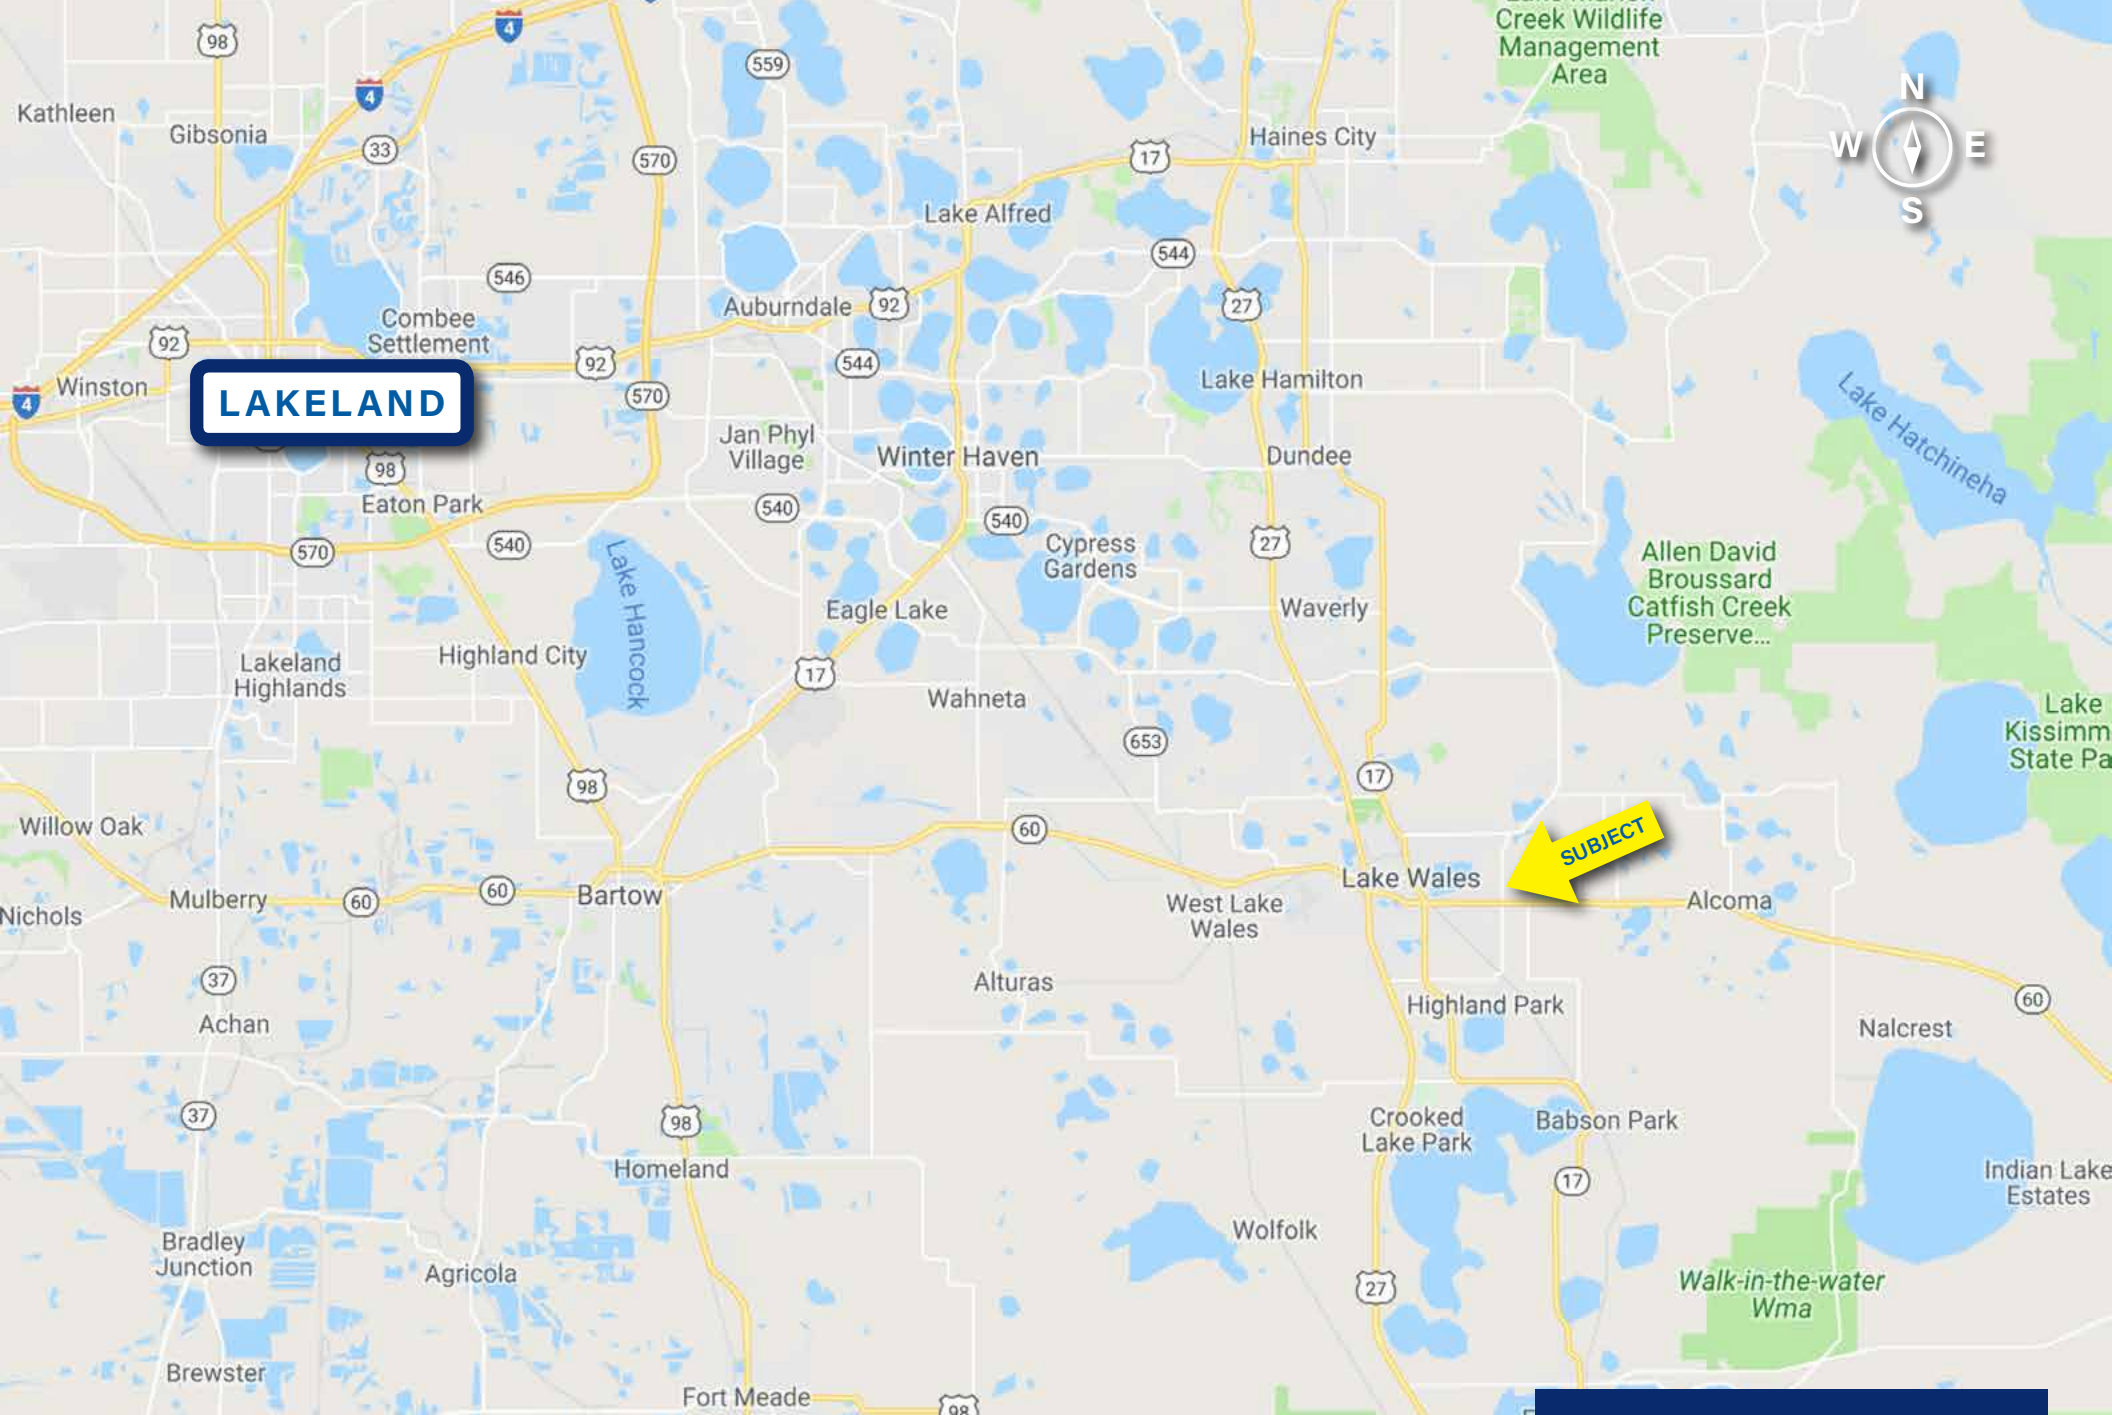 Creek Wildlife
Management
Area
98
4
559
4
Kathleen
Gibsonia
33
570
17
Haines City
N
W
E
S
Lake Alfred
544
546
Auburndale
92
27
Combee
Settlement
92
92
544
Winston
4
LAKELAND
570
Lake Hamilton
Lake Hatchineha
Jan Phyl
Village
Winter Haven
Dundee
98
Eaton Park
540
540
540
570
27
Cypress
Gardens
Allen David
Broussard
Catfish Creek
Preserve...
Lake Hancock
Eagle Lake
Waverly
Highland City
Lakeland
Highlands
17
Wahneta
Lake
Kissimm
State Pa
653
17
98
Willow Oak
60
SUBJECT
Lake Wales
Mulberry
60
60
Bartow
West Lake
Wales
Alcoma
Nichols
37
Alturas
60
Highland Park
Achan
Nalcrest
37
98
Crooked
Lake Park
Babson Park
Homeland
17
Indian Lake
Estates
Wolfolk
Bradley
Junction
Agricola
27
Walk-in-the-water
Wma
Brewster
Fort Meade
98